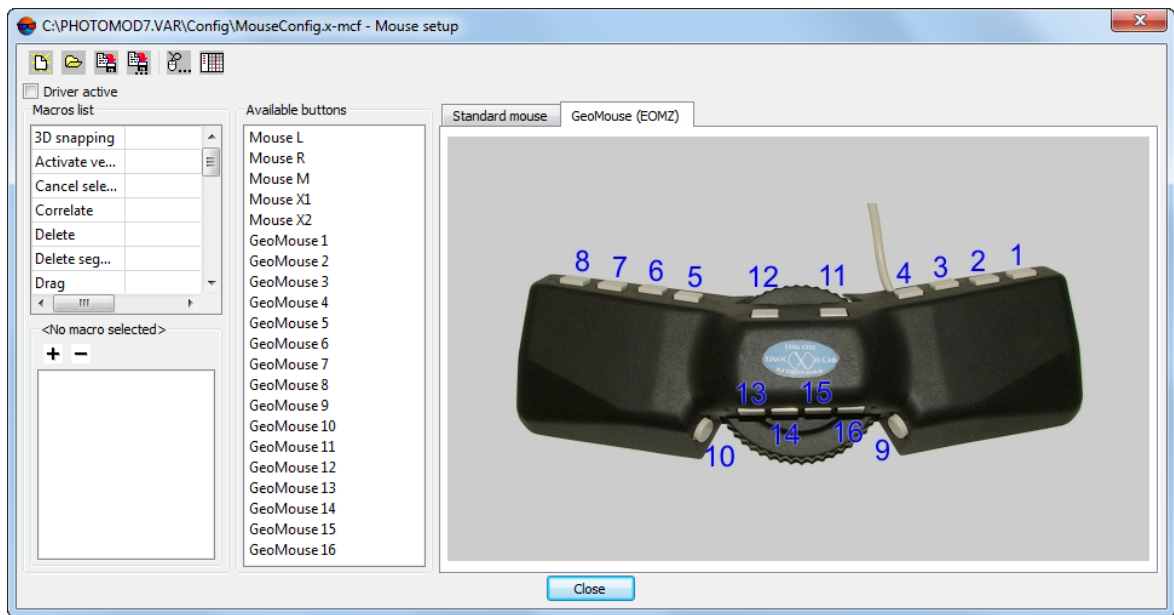 C:\PHOTOMOD7.VAR\Config\MouseConfig.x-mcf - Mouse setup
Driver active
Macros list
3D snapping
Activate ve...
Cancel sele...
Correlate
Delete
Delete seg...
Drag
<No macro selected>
Available buttons
Mouse L
Mouse R
Mouse M
Mouse X1
Mouse X2
GeoMouse 1
GeoMouse 2
GeoMouse 3
GeoMouse 4
GeoMouse 5
GeoMouse 6
GeoMouse 7
GeoMouse 8
GeoMouse 9
GeoMouse 10
GeoMouse 11
GeoMouse 12
GeoMouse 13
GeoMouse 14
GeoMouse 15
GeoMouse 16
Standard mouse GeoMouse (EOMZ)
8 7 6 5 12 11 4 3 2 1
13 15
14 16
10 9
Close